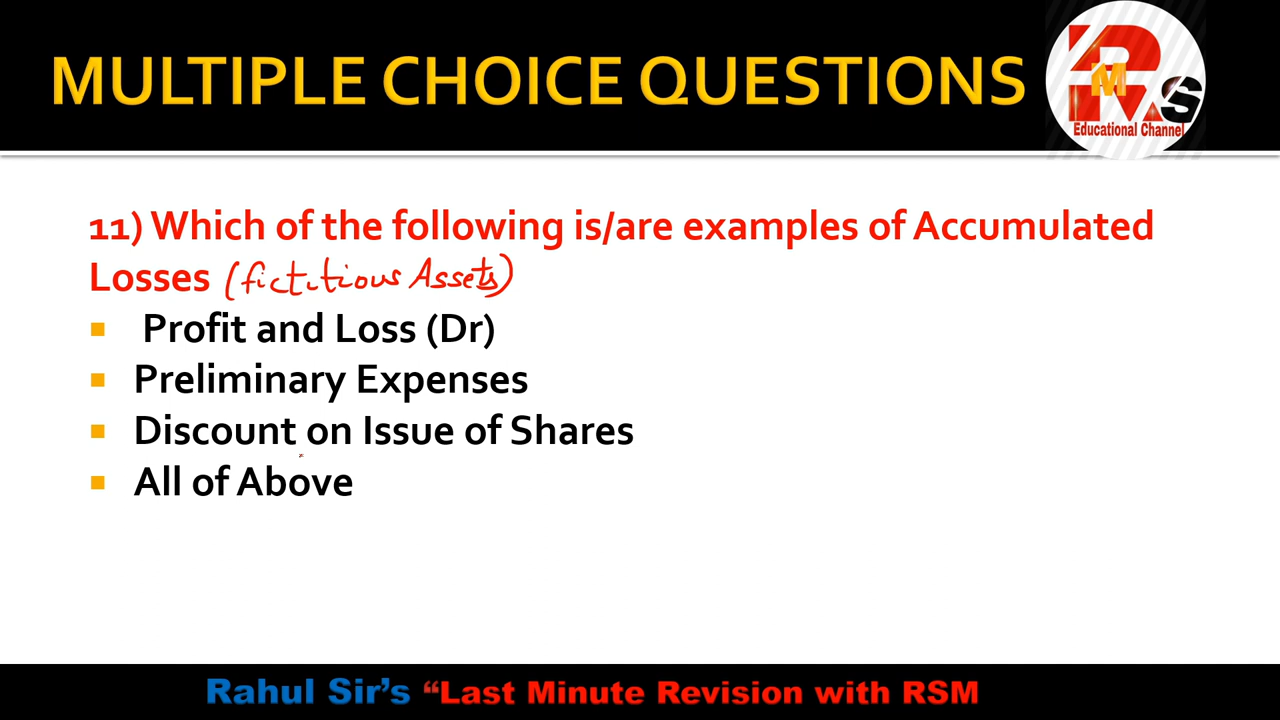 MULTIPLE CHOICE QUESTIONS
RMS
Educational Channel
11) Which of the following is/are examples of Accumulated
Losses (fictitious Assets)
Profit and Loss (Dr)
Preliminary Expenses
Discount on Issue of Shares
All of Above
Rahul Sir's “Last Minute Revision with RSM